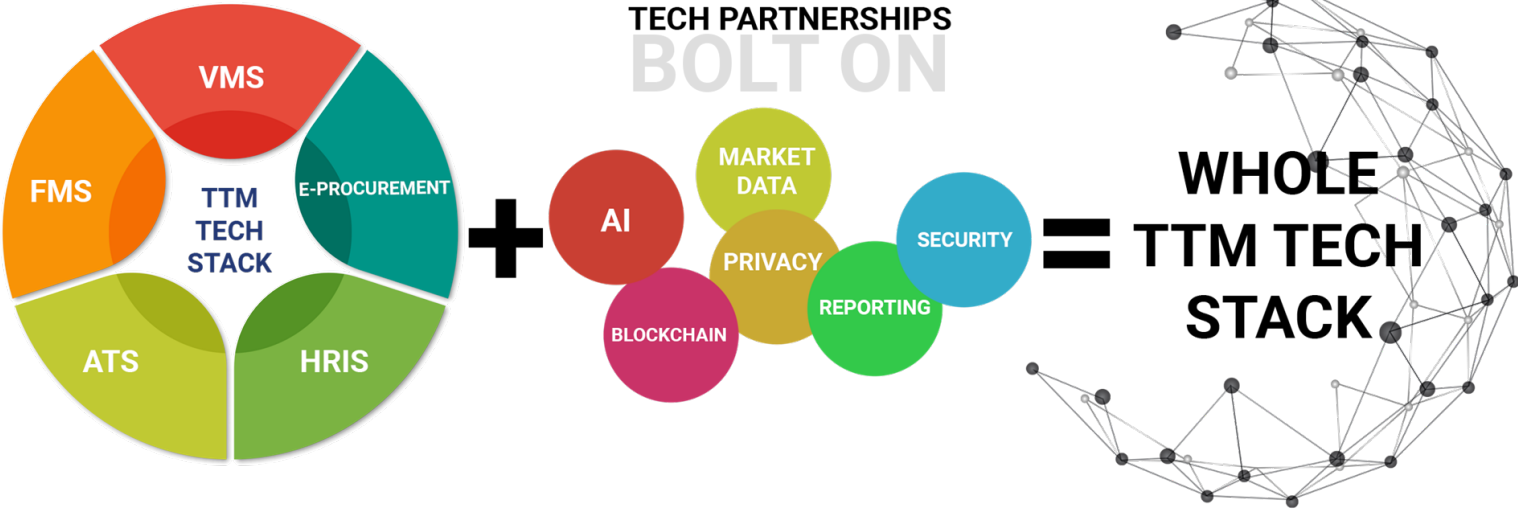 VMS
FMS
E-PROCUREMENT
TTM
TECH
STACK
ATS
HRIS
+
TECH PARTNERSHIPS
BOLT ON
AI
MARKET
DATA
PRIVACY
BLOCKCHAIN
REPORTING
SECURITY
=
WHOLE
TTM TECH
STACK